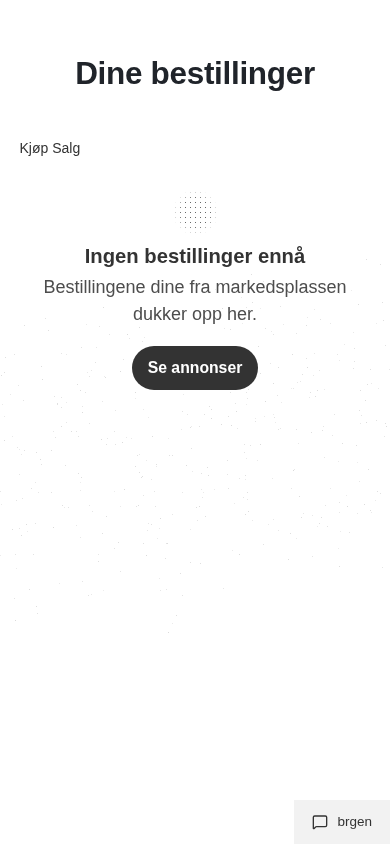 Dine bestillinger
Kjøp Salg
Ingen bestillinger ennå
Bestillingene dine fra markedsplassen
dukker opp her.
Se annonser
brgen